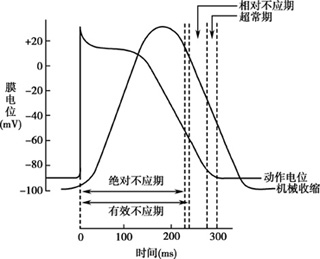 相对不应期
超常期
+20
0
-20
-40
-60
-80
-100
膜电位(mV)
绝对不应期
有效不应期
动作电位
机械收缩
0
100
200
300
时间(ms)